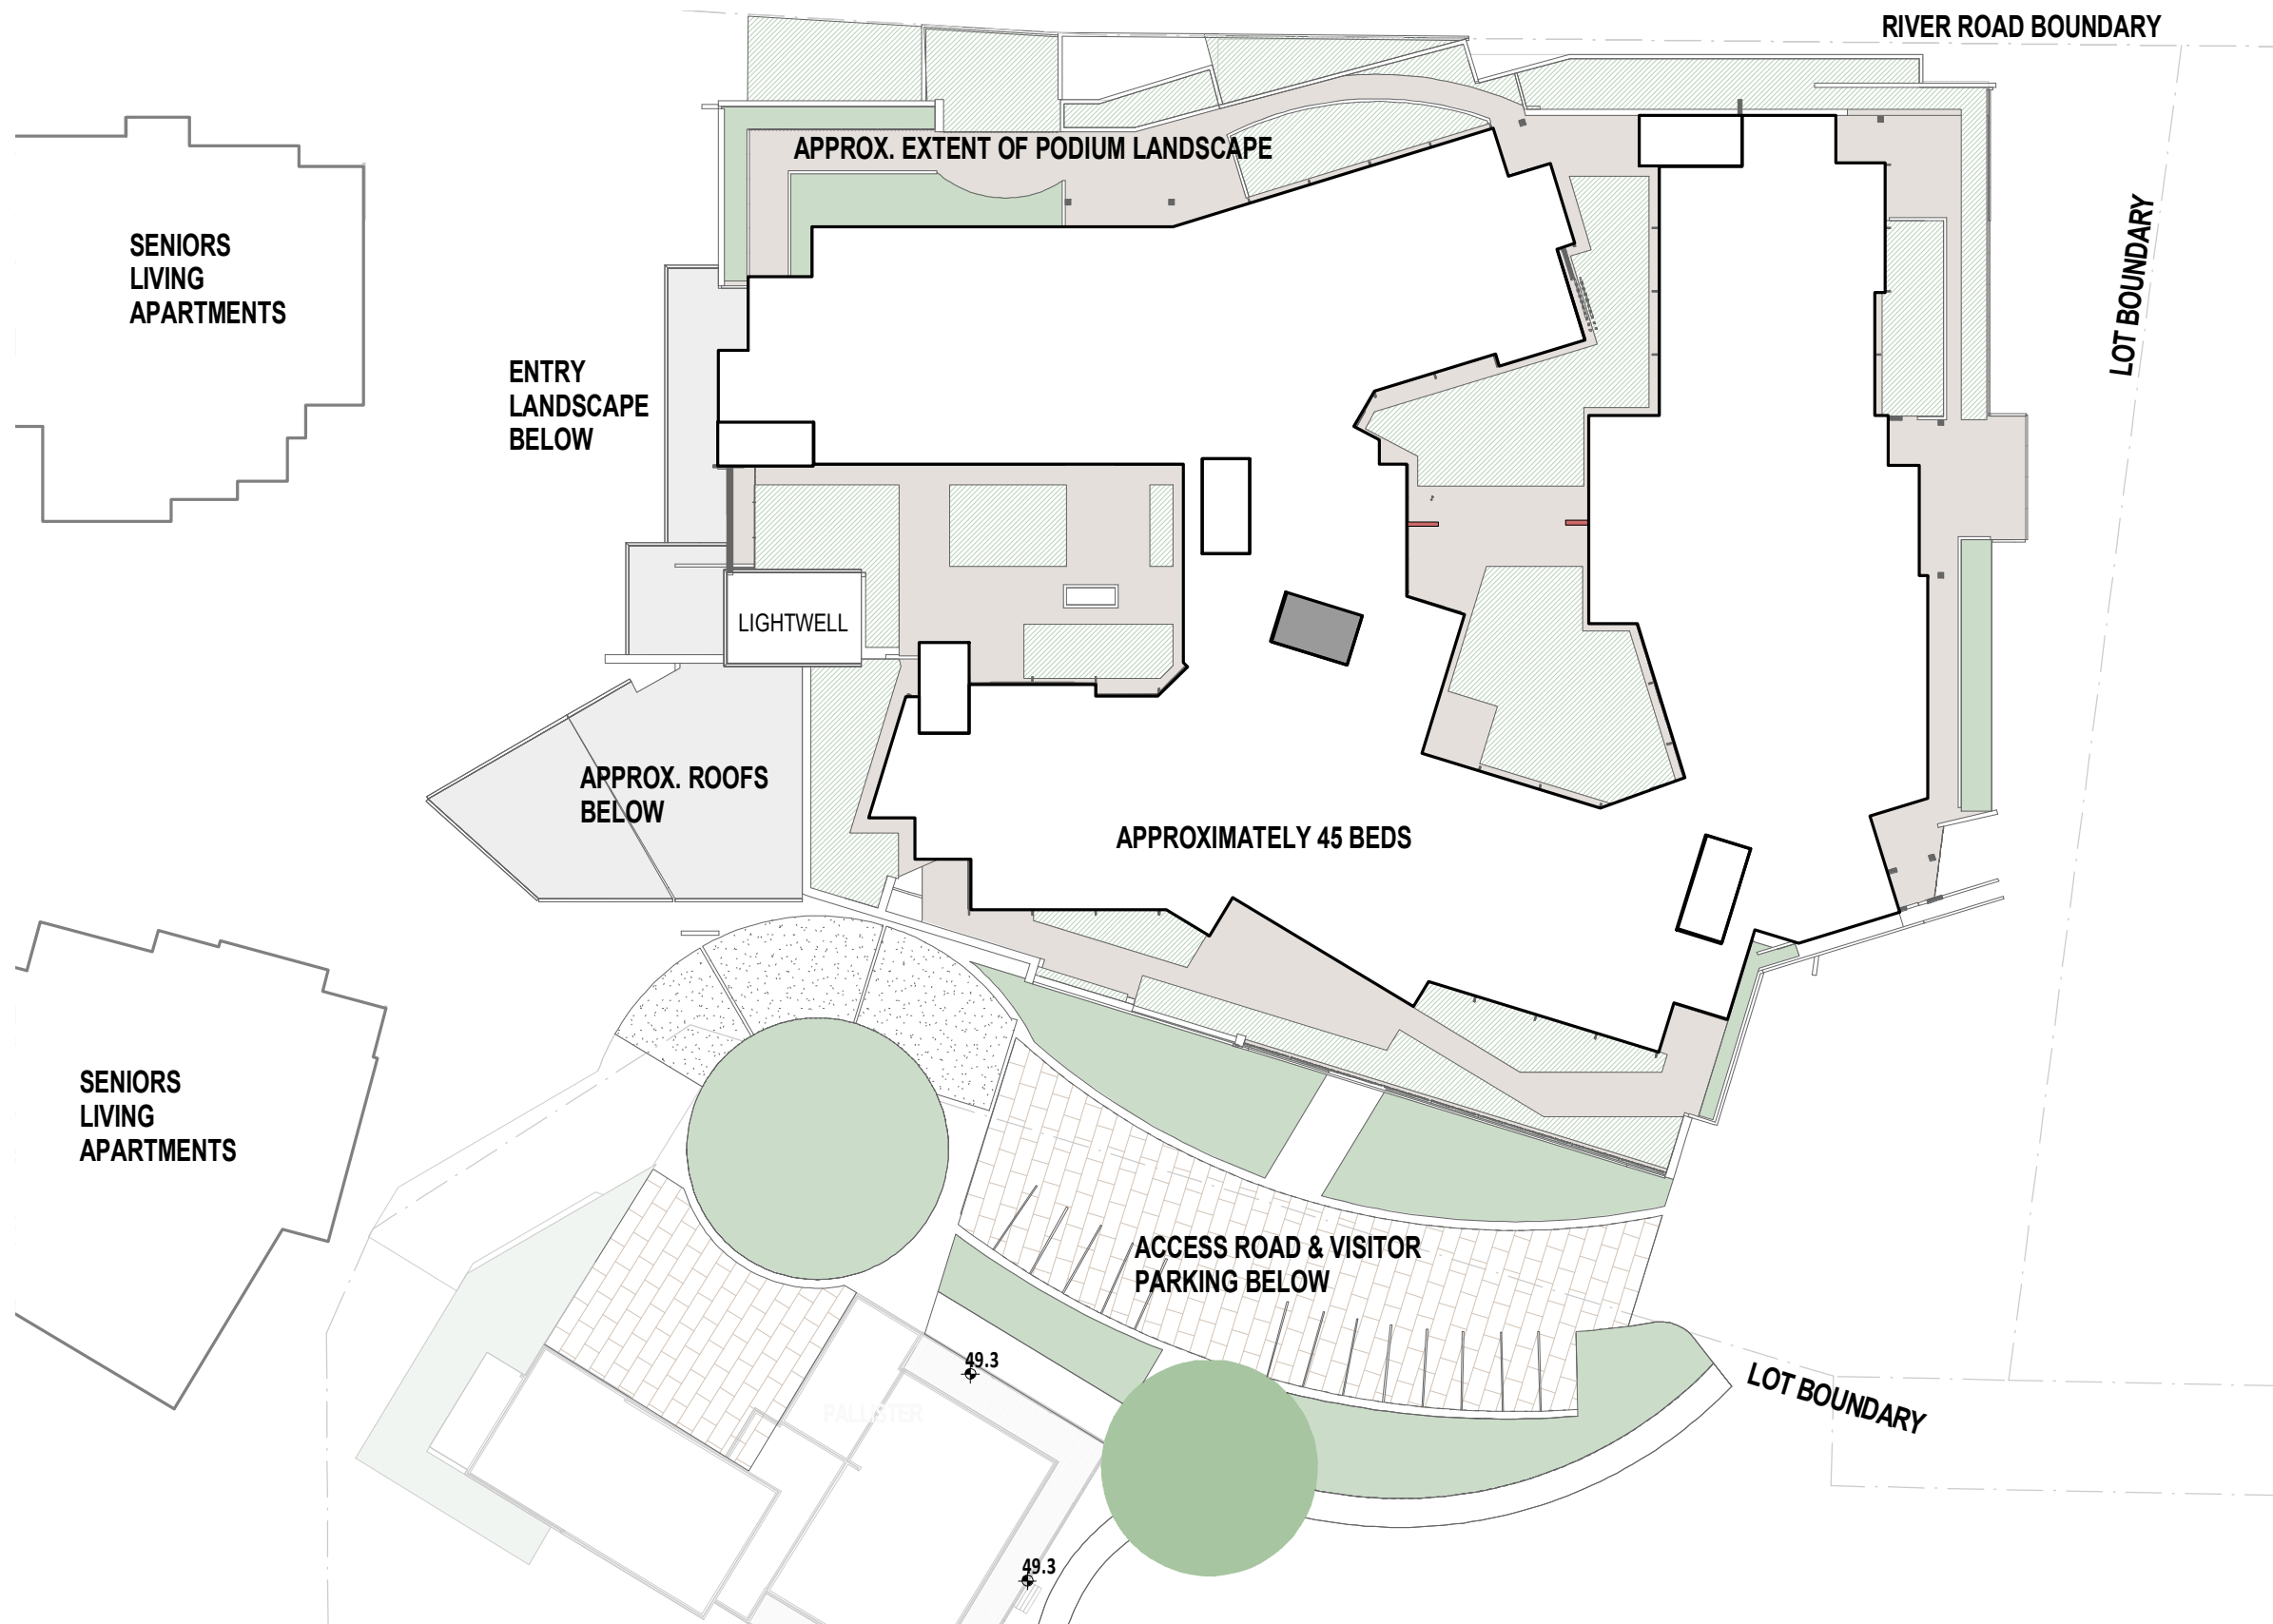 RIVER ROAD BOUNDARY
APPROX. EXTENT OF PODIUM LANDSCAPE
SENIORS
LIVING
APARTMENTS
LOT BOUNDARY
ENTRY
LANDSCAPE
BELOW
LIGHTWELL
APPROX. ROOFS
BELOW
APPROXIMATELY 45 BEDS
SENIORS
LIVING
APARTMENTS
ACCESS ROAD & VISITOR
PARKING BELOW
49.3
LOT BOUNDARY
PALLISTER
49.3